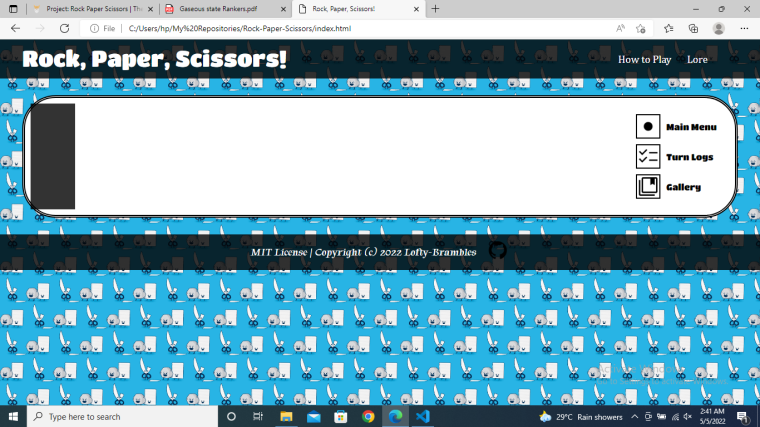 Project: Rock Paper Scissors | The
Gaseous state Rankers.pdf
Rock, Paper, Scissors!
File
C:/Users/hp/My%20Repositories/Rock-Paper-Scissors/index.html
Rock, Paper, Scissors!
How to Play
Lore
Main Menu
Turn Logs
Gallery
MIT License | Copyright (c) 2022 Lofty-Brambles
Type here to search
29°C Rain showers
2:41 AM
5/5/2022
1